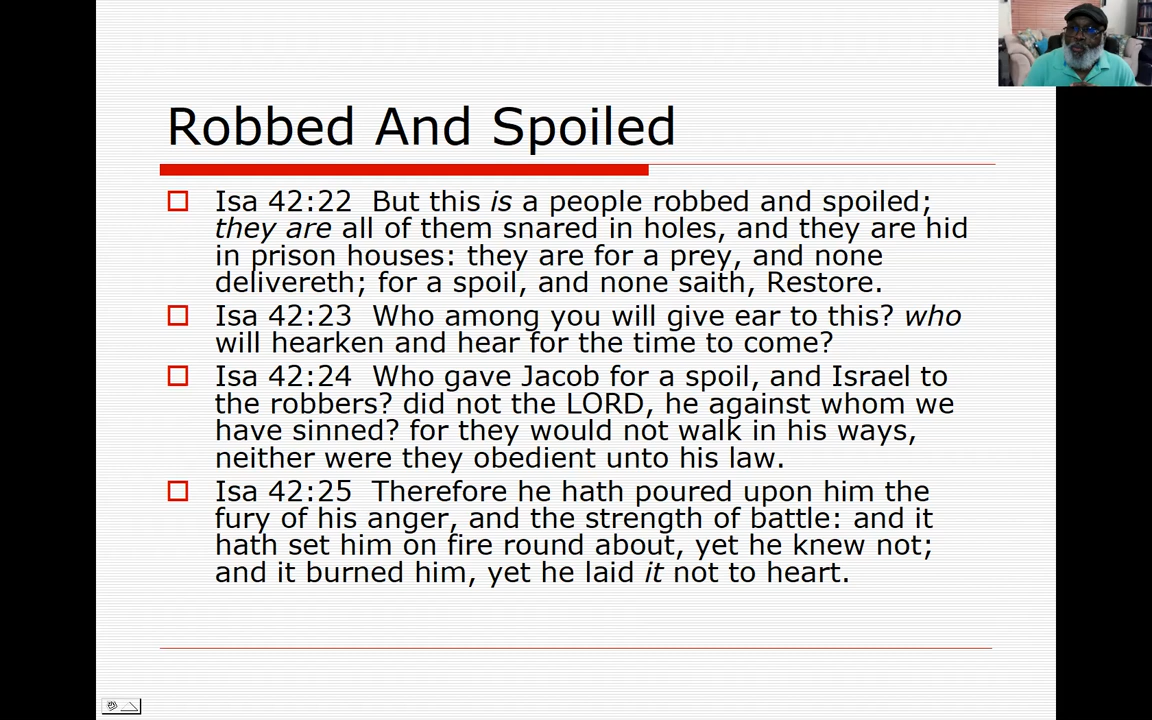 Robbed And Spoiled
Isa 42:22 But this is a people robbed and spoiled;
they are all of them snared in holes, and they are hid
in prison houses: they are for a prey, and none
delivereth; for a spoil, and none saith, Restore.
Isa 42:23 Who among you will give ear to this? who
will hearken and hear for the time to come?
Isa 42:24 Who gave Jacob for a spoil, and Israel to
the robbers? did not the LORD, he against whom we
have sinned? for they would not walk in his ways,
neither were they obedient unto his law.
Isa 42:25 Therefore he hath poured upon him the
fury of his anger, and the strength of battle: and it
hath set him on fire round about, yet he knew not;
and it burned him, yet he laid it not to heart.